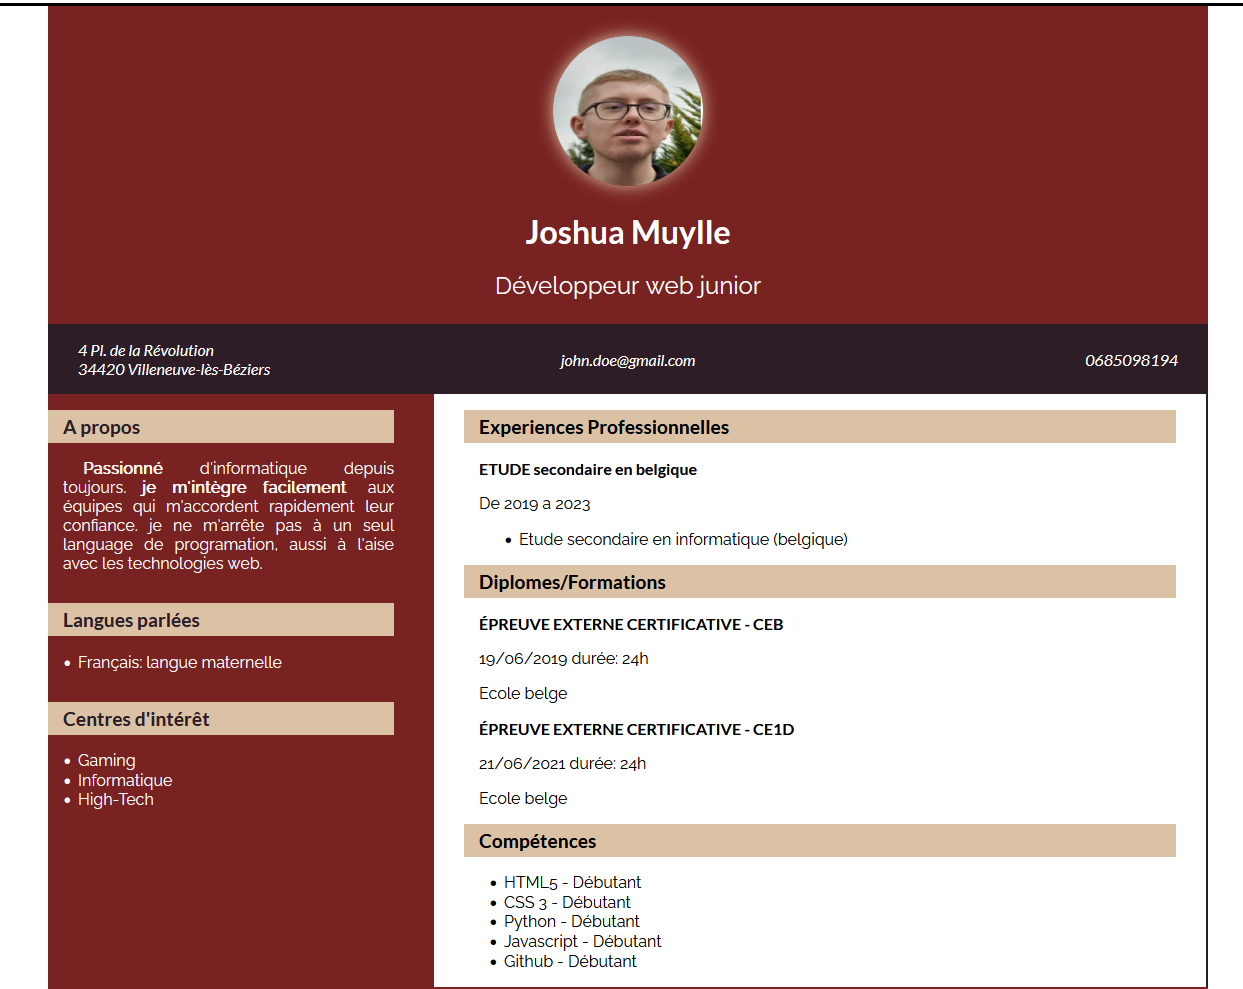 Joshua Muylle
Développeur web junior
4 Pl. de la Révolution
34420 Villeneuve-lès-Béziers
john.doe@gmail.com
0685098194
A propos
Passionné d'informatique depuis
toujours. je m'intègre facilement aux
équipes qui m'accordent rapidement leur
confiance. je ne m'arrête pas à un seul
language de programation, aussi à l'aise
avec les technologies web.
Langues parlées
• Français: langue maternelle
Centres d'intérêt
• Gaming
• Informatique
• High-Tech
Experiences Professionnelles
ETUDE secondaire en belgique
De 2019 a 2023
• Etude secondaire en informatique (belgique)
Diplomes/Formations
ÉPREUVE EXTERNE CERTIFICATIVE - CEB
19/06/2019 durée: 24h
Ecole belge
ÉPREUVE EXTERNE CERTIFICATIVE - CE1D
21/06/2021 durée: 24h
Ecole belge
Compétences
• HTML5 - Débutant
• CSS 3 - Débutant
• Python - Débutant
• Javascript - Débutant
• Github - Débutant